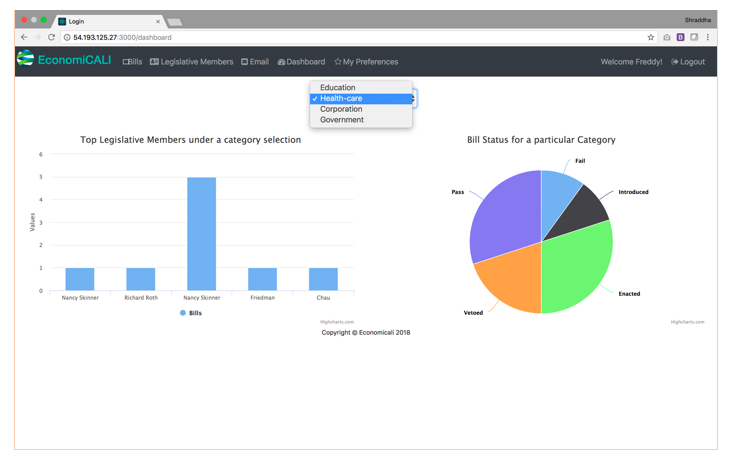 Login
Shraddha
54.193.125.27:3000/dashboard
EconomiCALI Bills Legislative Members Email Dashboard My Preferences Welcome Freddy! Logout
Education
✓ Health-care
Corporation
Government
Top Legislative Members under a category selection
Values
6
5
4
3
2
1
0
Nancy Skinner Richard Roth Nancy Skinner Friedman Chau
Bills
Highcharts.com
Bill Status for a particular Category
Fail
Introduced
Pass
Enacted
Vetoed
Highcharts.com
Copyright © Economicali 2018